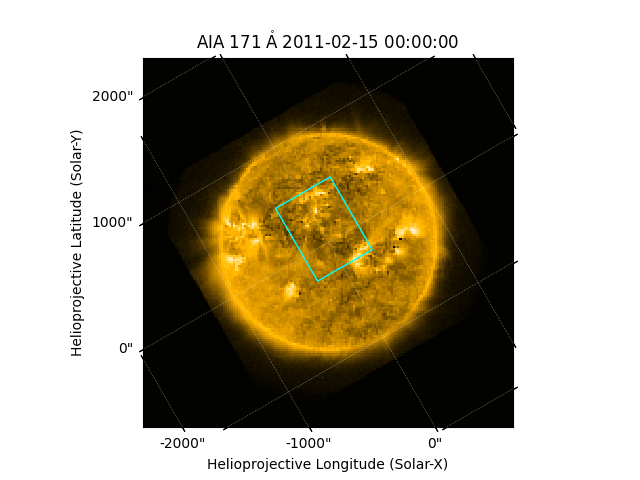 AIA 171 Å 2011-02-15 00:00:00
Helioprojective Latitude (Solar-Y)
2000"
1000"
0"
-2000"
-1000"
0"
Helioprojective Longitude (Solar-X)